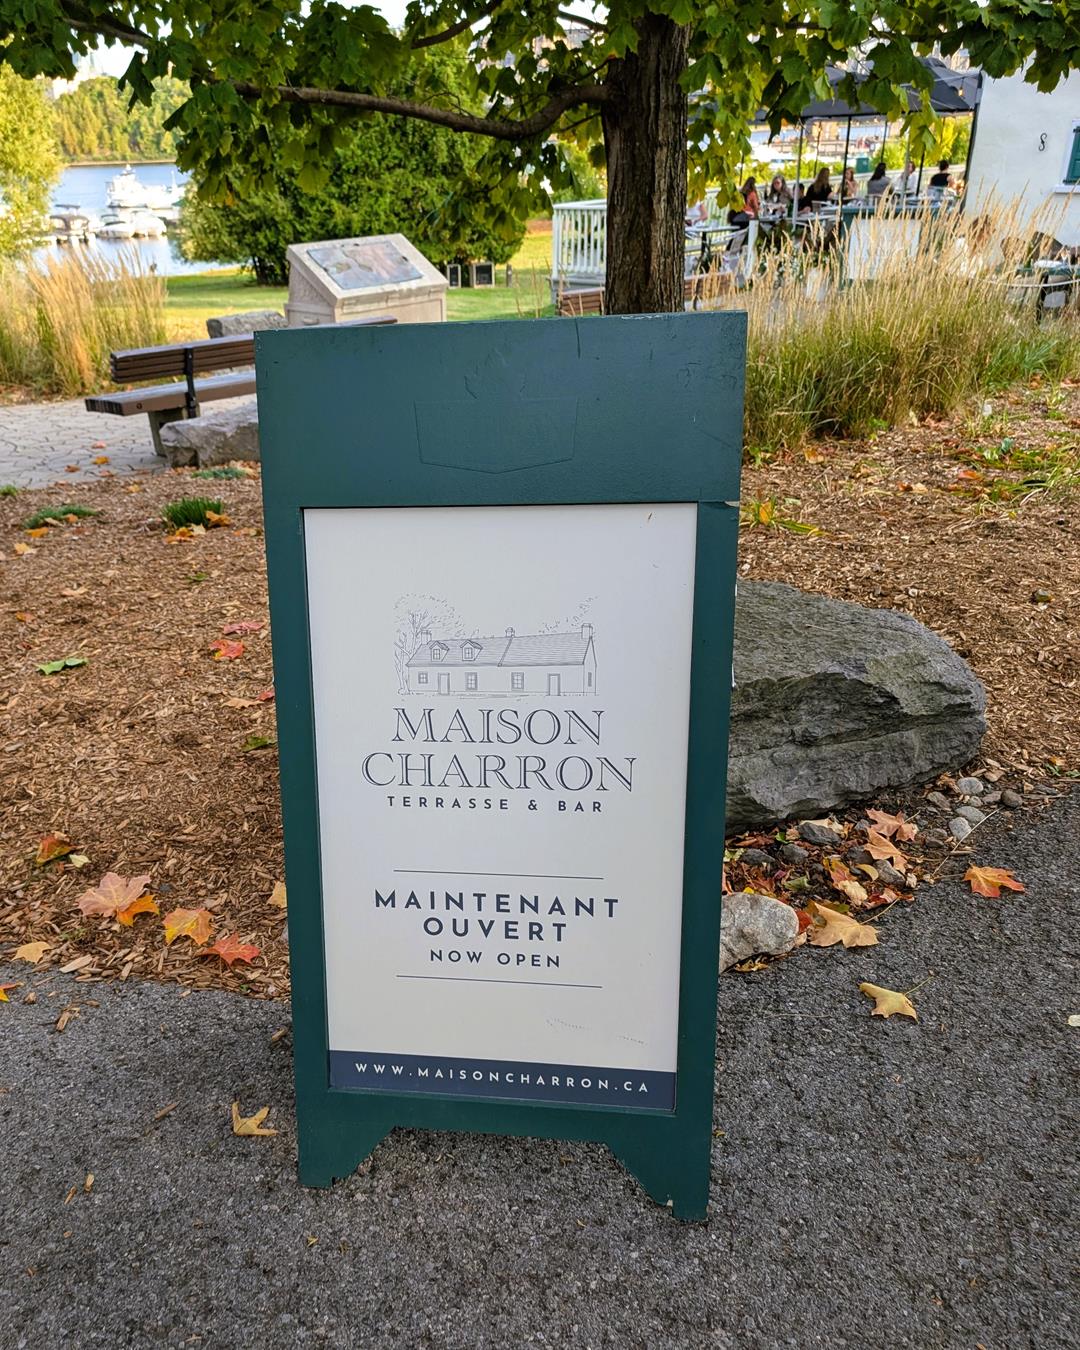 MAISON
CHARRON
TERRASSE & BAR
MAINTENANT
OUVERT
NOW OPEN
WWW.MAISONCHARRON.CA